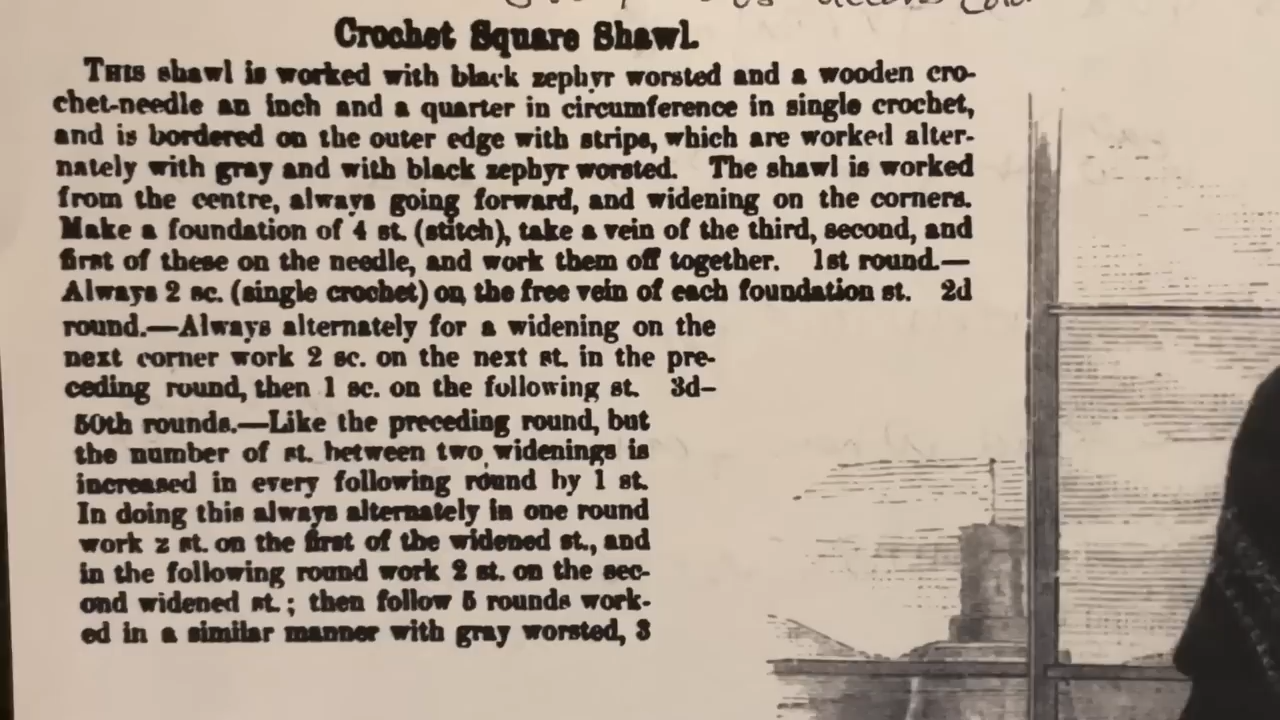 Crochet Square Shawl.
THIS shawl is worked with black zephyr worsted and a wooden cro-
chet-needle an inch and a quarter in circumference in single crochet,
and is bordered on the outer edge with strips, which are worked alter-
nately with gray and with black zephyr worsted. The shawl is worked
from the centre, always going forward, and widening on the corners.
Make a foundation of 4 st. (stitch), take a vein of the third, second, and
first of these on the needle, and work them off together. 1st round.—
Always 2 sc. (single crochet) on the free vein of each foundation st. 2d
round.—Always alternately for a widening on the
next corner work 2 sc. on the next st. in the pre-
ceding round, then 1 sc. on the following st. 3d–
50th rounds.—Like the preceding round, but
the number of st. between two widenings is
increased in every following round by 1 st.
In doing this always alternately in one round
work 2 st. on the first of the widened st., and
in the following round work 2 st. on the sec-
ond widened st.; then follow 5 rounds work-
ed in a similar manner with gray worsted, 3